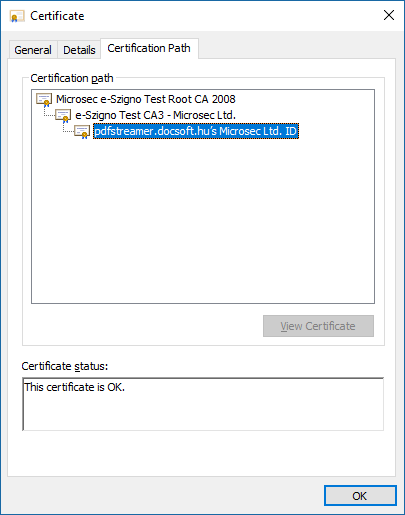 Certificate
General
Details
Certification Path
Certification path
Microsec e-Szigno Test Root CA 2008
e-Szigno Test CA3 - Microsec Ltd.
pdfstreamer.docsoft.hu's Microsec Ltd. ID
View Certificate
Certificate status:
This certificate is OK.
OK